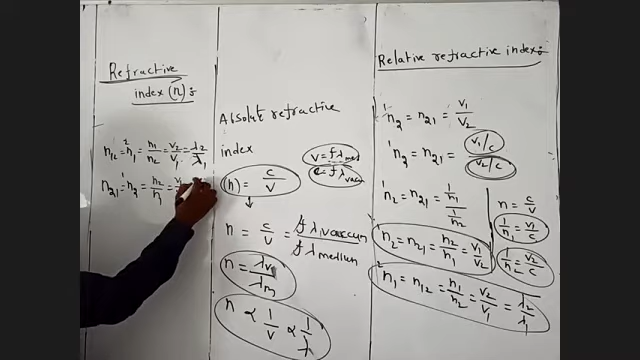 Refractive
index (n) :
n₁₂ = ²n₁ = n₁/n₂ = v₂/v₁ = λ₂/λ₁
n₂₁ = ¹n₂ = n₂/n₁ = v₁/
Absolute refractive
index
(n) = c/v
v = fλmed
c = fλvaccum
n = c/v = fλvaccum/fλmedium
n = λv/λm
n ∝ 1/v ∝ 1/λ
Relative refractive index :
¹n₂ = n₂₁ = v₁/v₂
¹n₂ = n₂₁ = (v₁/c)/(v₂/c)
¹n₂ = n₂₁ = (1/n₁)/(1/n₂)
¹n₂ = n₂₁ = n₂/n₁ = v₁/v₂
²n₁ = n₁₂ = n₁/n₂ = v₂/v₁ = λ₂/λ₁
n = c/v
1/n₁ = v₁/c
1/n₂ = v₂/c